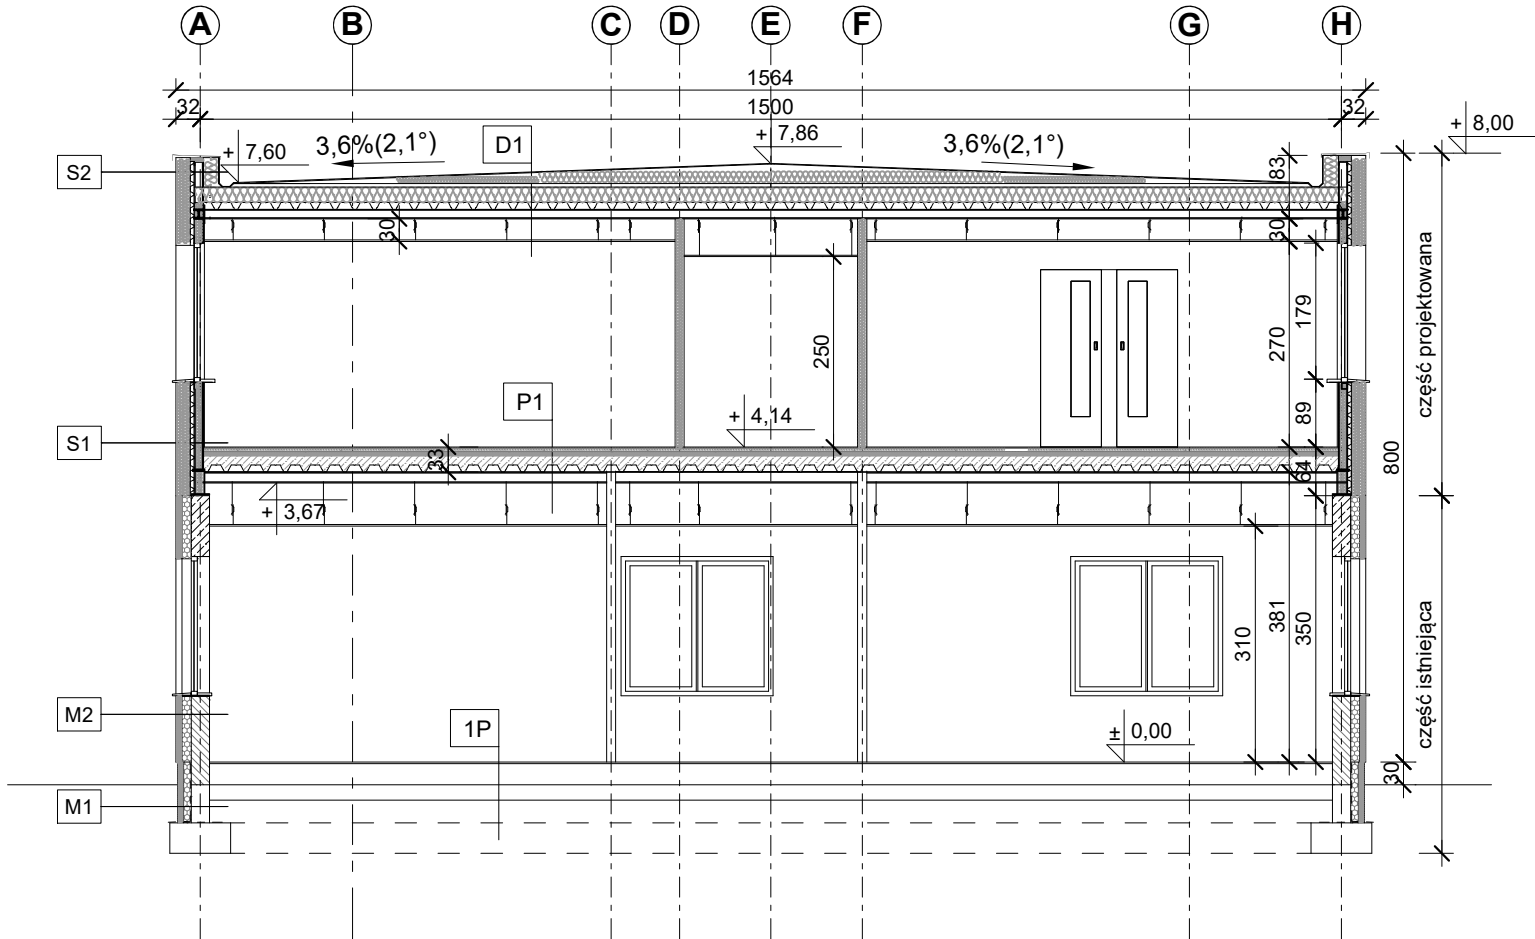 A B C D E F G H
1564
32 1500 32
+ 8,00
+ 7,60 3,6%(2,1°) D1 + 7,86 3,6%(2,1°)
S2
83
30 30
część projektowana
179
250 270
P1
89
+ 4,14
S1
33 64 800
+ 3,67
część istniejąca
310 381 350
M2
1P
± 0,00
30
M1